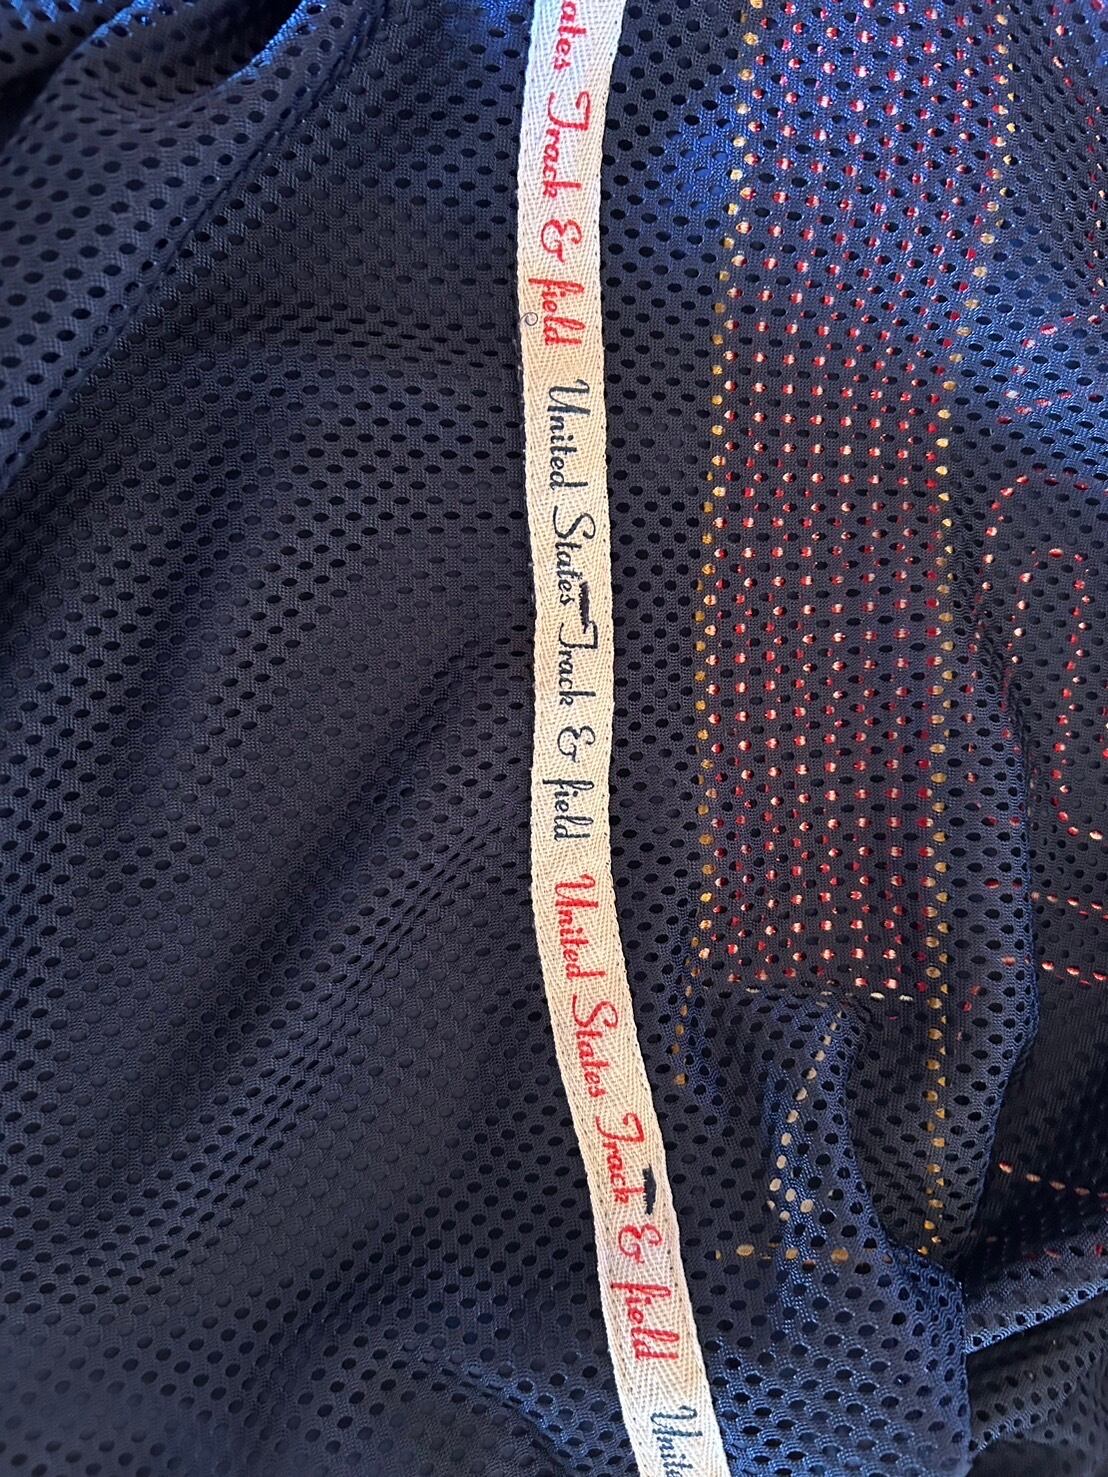 ates Track & field
United States Track & field
United States Track & field
Unite